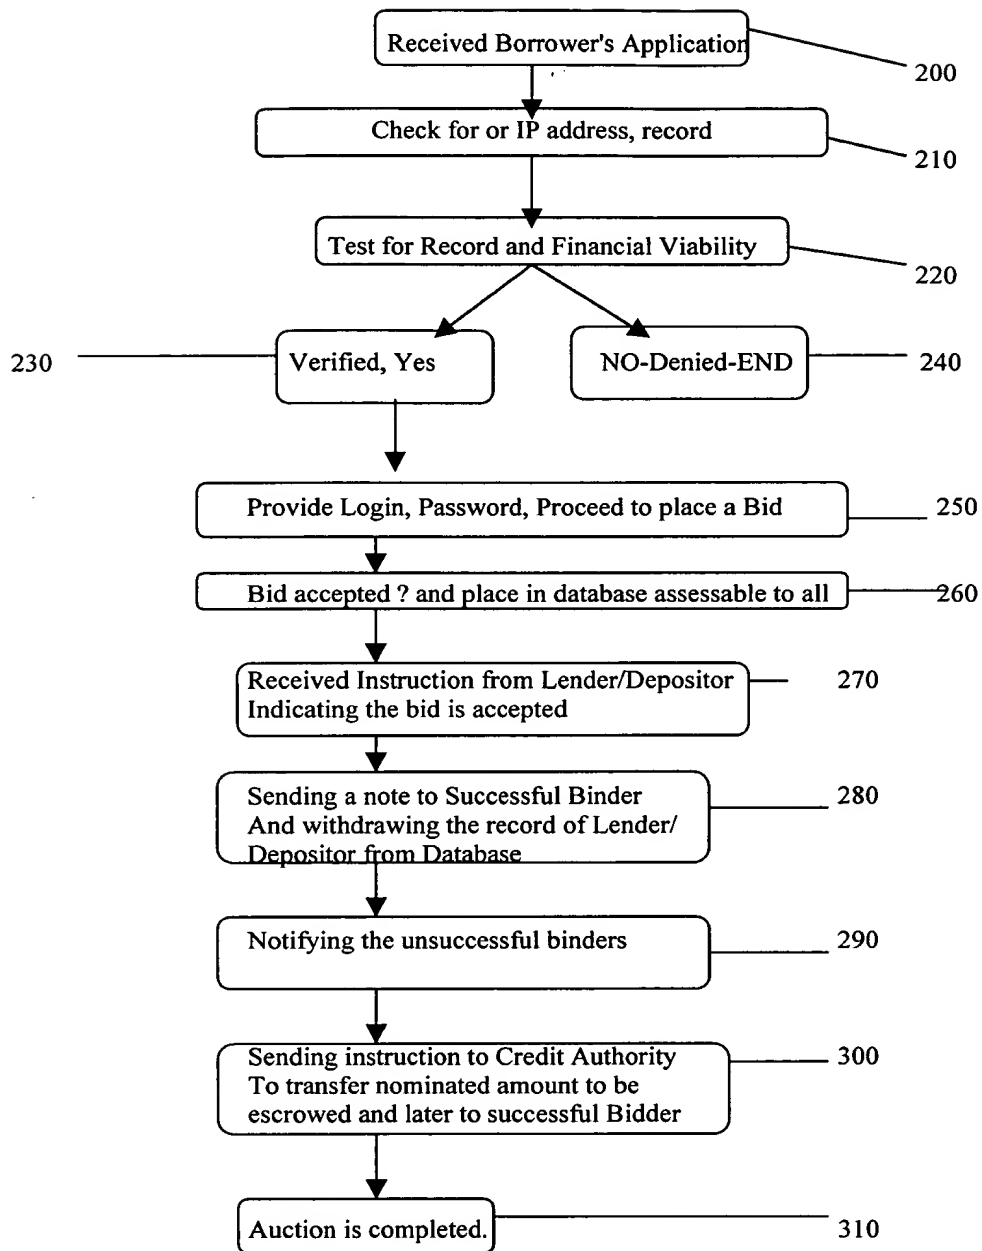 Received Borrower's Application
200
Check for or IP address, record
210
Test for Record and Financial Viability
220
230
Verified, Yes
NO-Denied-END
240
Provide Login, Password, Proceed to place a Bid
250
Bid accepted ? and place in database assessable to all
260
Received Instruction from Lender/Depositor
270
Indicating the bid is accepted
Sending a note to Successful Binder
280
And withdrawing the record of Lender/
Depositor from Database
Notifying the unsuccessful binders
290
Sending instruction to Credit Authority
300
To transfer nominated amount to be
escrowed and later to successful Bidder
Auction is completed.
310